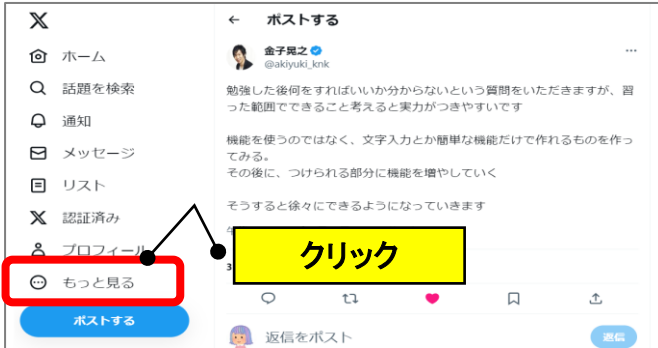 ホーム
話題を検索
通知
メッセージ
リスト
認証済み
プロフィール
もっと見る
ポストする
← ポストする
金子晃之
@akiyuki_knk
勉強した後何をすればいいか分からないという質問をいただきますが、習
った範囲でできること考えると実力がつきやすいです
機能を使うのではなく、文字入力とか簡単な機能だけで作れるものを作っ
てみる。
その後に、つけられる部分に機能を増やしていく
そうすると徐々にできるようになっていきます
クリック
返信をポスト
返信